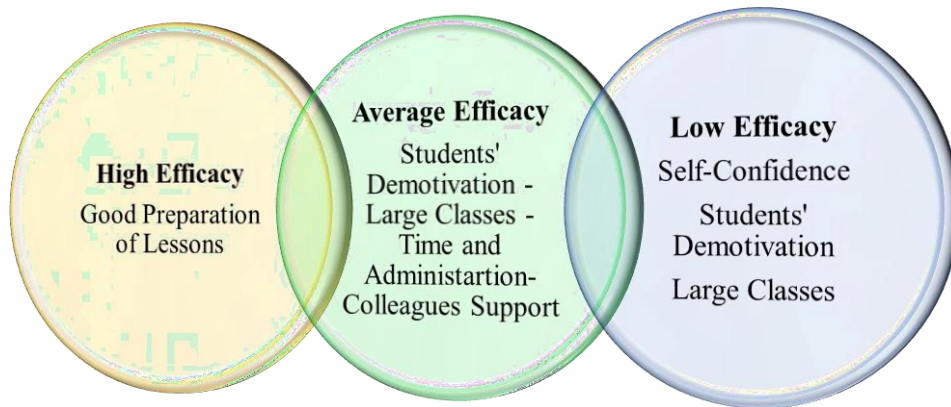 High Efficacy
Good Preparation
of Lessons
Average Efficacy
Students'
Demotivation -
Large Classes -
Time and
Administartion-
Colleagues Support
Low Efficacy
Self-Confidence
Students'
Demotivation
Large Classes